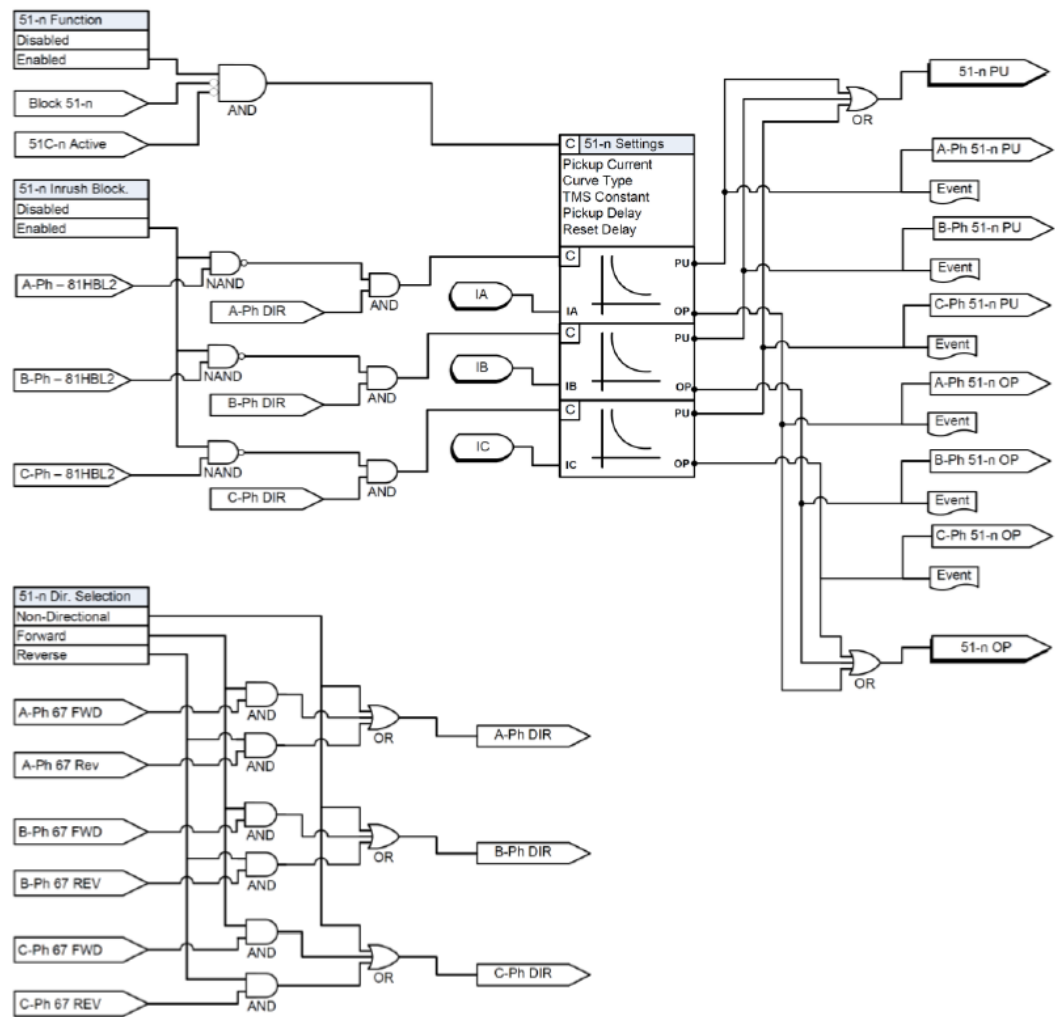 51-n Function
Disabled
Enabled
Block 51-n
51C-n Active
AND
51-n Inrush Block.
Disabled
Enabled
A-Ph – 81HBL2
NAND
A-Ph DIR
AND
B-Ph – 81HBL2
NAND
B-Ph DIR
AND
C-Ph – 81HBL2
NAND
C-Ph DIR
AND
C 51-n Settings
Pickup Current
Curve Type
TMS Constant
Pickup Delay
Reset Delay
C
PU
IA
IA
OP
C
PU
IB
IB
OP
C
PU
IC
IC
OP
OR
51-n PU
A-Ph 51-n PU
Event
B-Ph 51-n PU
Event
C-Ph 51-n PU
Event
A-Ph 51-n OP
Event
B-Ph 51-n OP
Event
C-Ph 51-n OP
Event
OR
51-n OP
51-n Dir. Selection
Non-Directional
Forward
Reverse
A-Ph 67 FWD
AND
A-Ph 67 Rev
AND
OR
A-Ph DIR
B-Ph 67 FWD
AND
B-Ph 67 REV
AND
OR
B-Ph DIR
C-Ph 67 FWD
AND
C-Ph 67 REV
AND
OR
C-Ph DIR